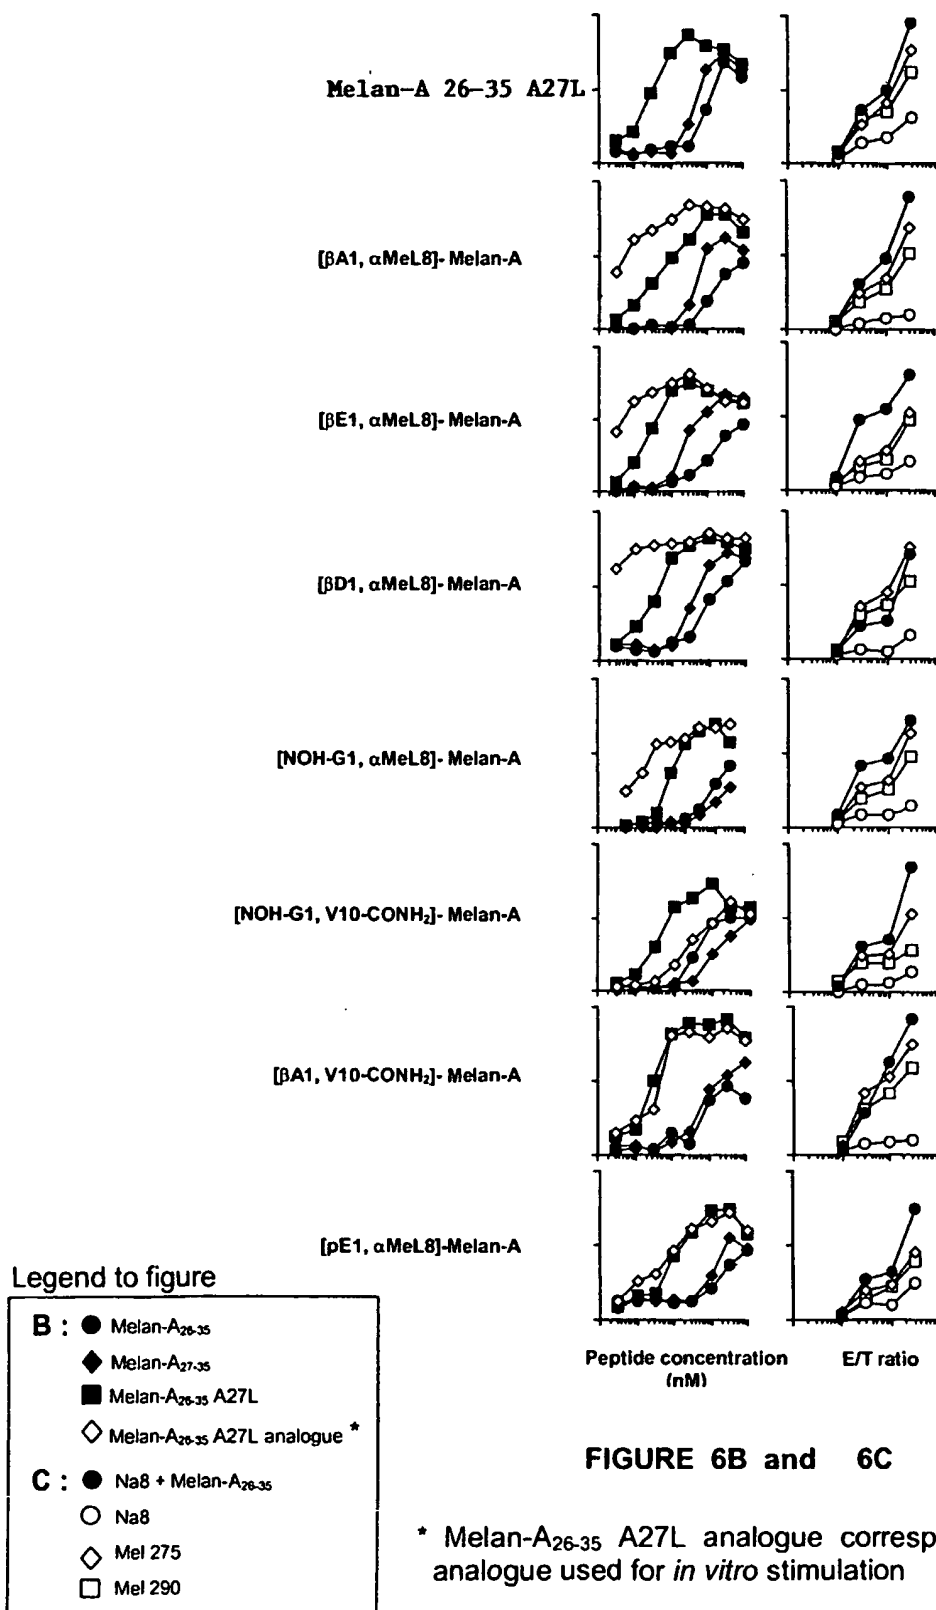 Melan-A 26-35 A27L
[βA1, αMeL8]- Melan-A
[βE1, αMeL8]- Melan-A
[βD1, αMeL8]- Melan-A
[NOH-G1, αMeL8]- Melan-A
[NOH-G1, V10-CONH₂]- Melan-A
[βA1, V10-CONH₂]- Melan-A
[pE1, αMeL8]-Melan-A
Peptide concentration
(nM)
E/T ratio
Legend to figure
B : ● Melan-A₂₆₋₃₅
◆ Melan-A₂₇₋₃₅
■ Melan-A₂₆₋₃₅ A27L
◇ Melan-A₂₆₋₃₅ A27L analogue *
C : ● Na8 + Melan-A₂₆₋₃₅
○ Na8
◇ Mel 275
□ Mel 290
FIGURE 6B and 6C
* Melan-A₂₆₋₃₅ A27L analogue corresp
analogue used for in vitro stimulation